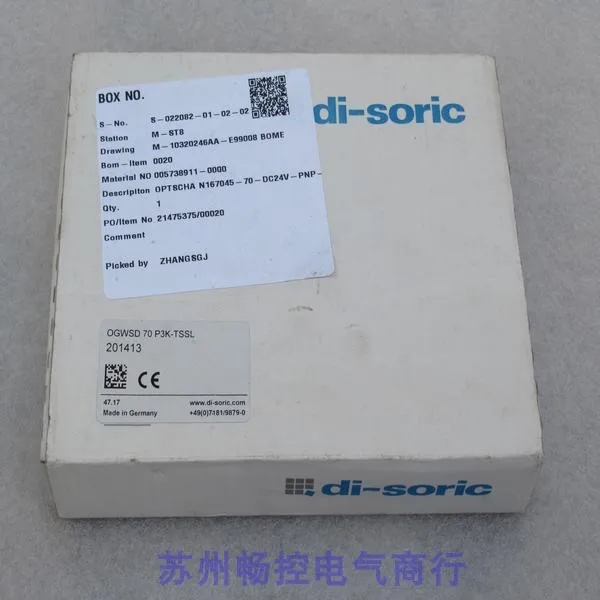 BOX NO.
S-No. S-022082-01-02-02
Station M-ST8
Drawing M-10320246AA-E99008 BOME
Bom-Item 0020
Material NO 005738911-0000
Descripiton OPTSCHA N167045-70-DC24V-PNP-
Qty. 1
PO/Item No 21475375/00020
Comment
Picked by ZHANGSGJ
di-soric
OGWSD 70 P3K-TSSL
201413
CE
47.17 www.di-soric.com
Made in Germany +49(0)7181/9879-0
di-soric
苏州畅控电气商行